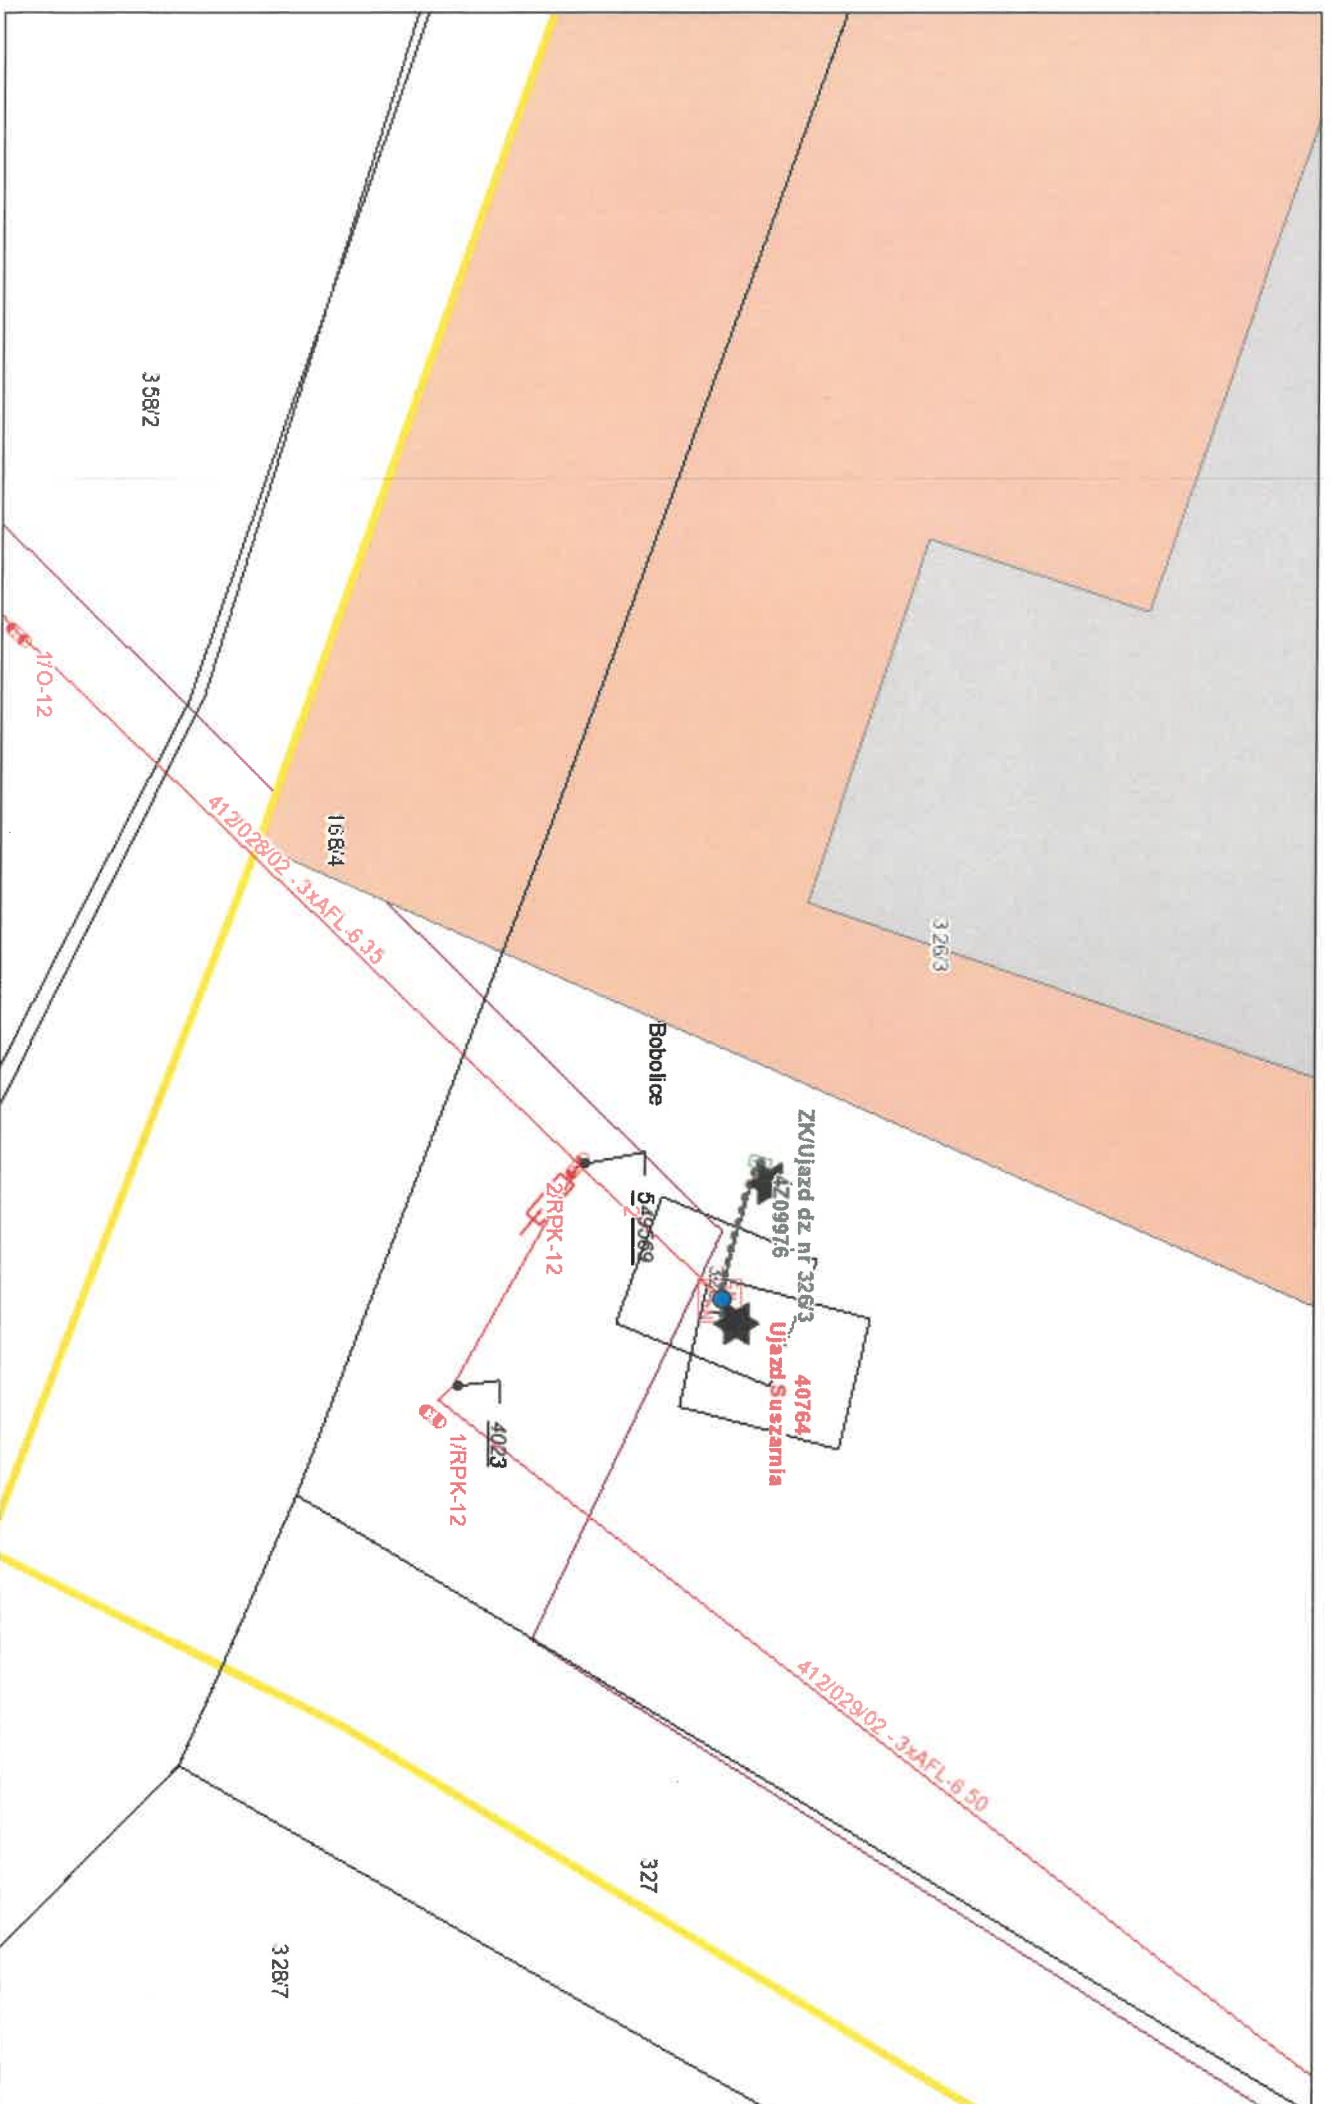 358/2
1/O-12
412/028/02 - 3xAFL-6 35
168/4
326/3
Bobolice
ZK/Ujazd dz nr 326/3
4Z09976
40764
Ujazd Suszarnia
549569
2
2/RPK-12
4023
1/RPK-12
412/029/02 - 3xAFL-6 50
327
328/7